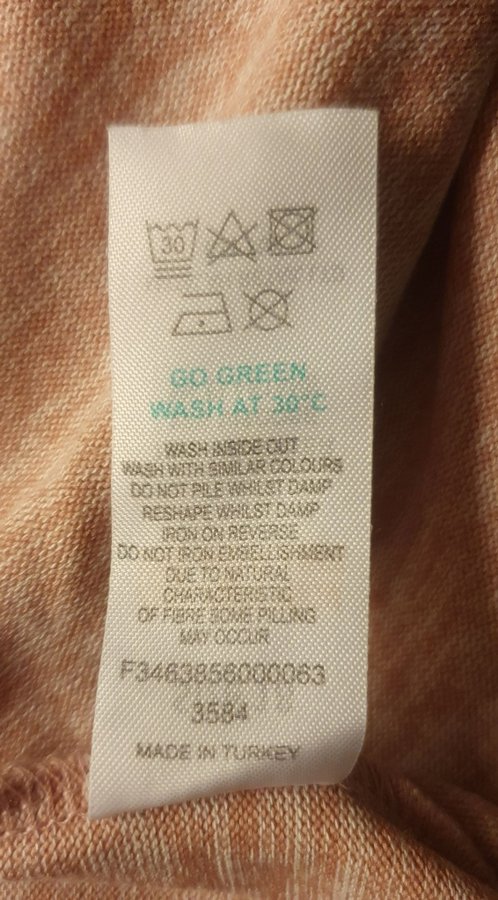 30
GO GREEN
WASH AT 30°C
WASH INSIDE OUT
WASH WITH SIMILAR COLOURS
DO NOT PILE WHILST DAMP
RESHAPE WHILST DAMP
IRON ON REVERSE
DO NOT IRON EMBELLISHMENT
DUE TO NATURAL
CHARACTERISTIC
OF FIBRE SOME PILLING
MAY OCCUR
F3463856000063
3584
MADE IN TURKEY